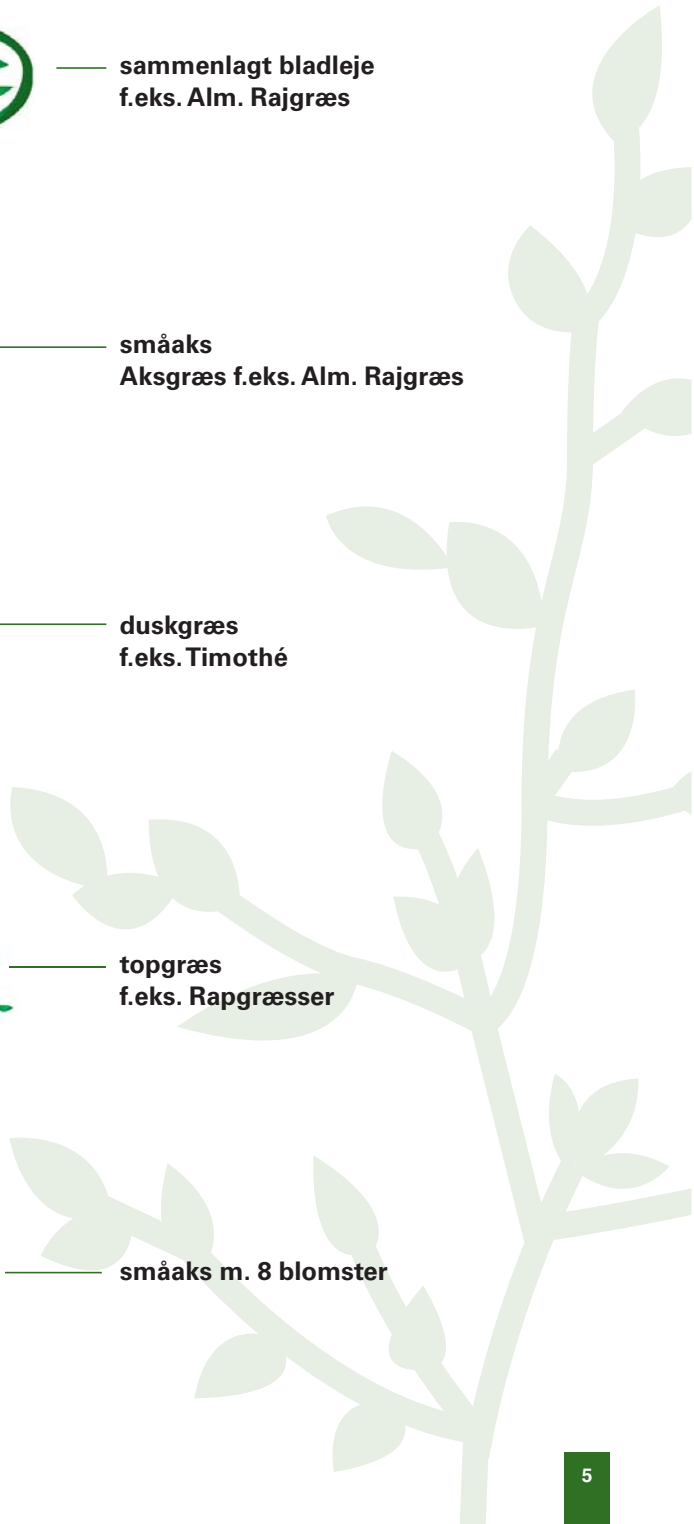 sammenlagt bladleje
f.eks. Alm. Rajgræs
småaks
Aksgræs f.eks. Alm. Rajgræs
duskgræs
f.eks. Timothé
topgræs
f.eks. Rapgræsser
småaks m. 8 blomster
5